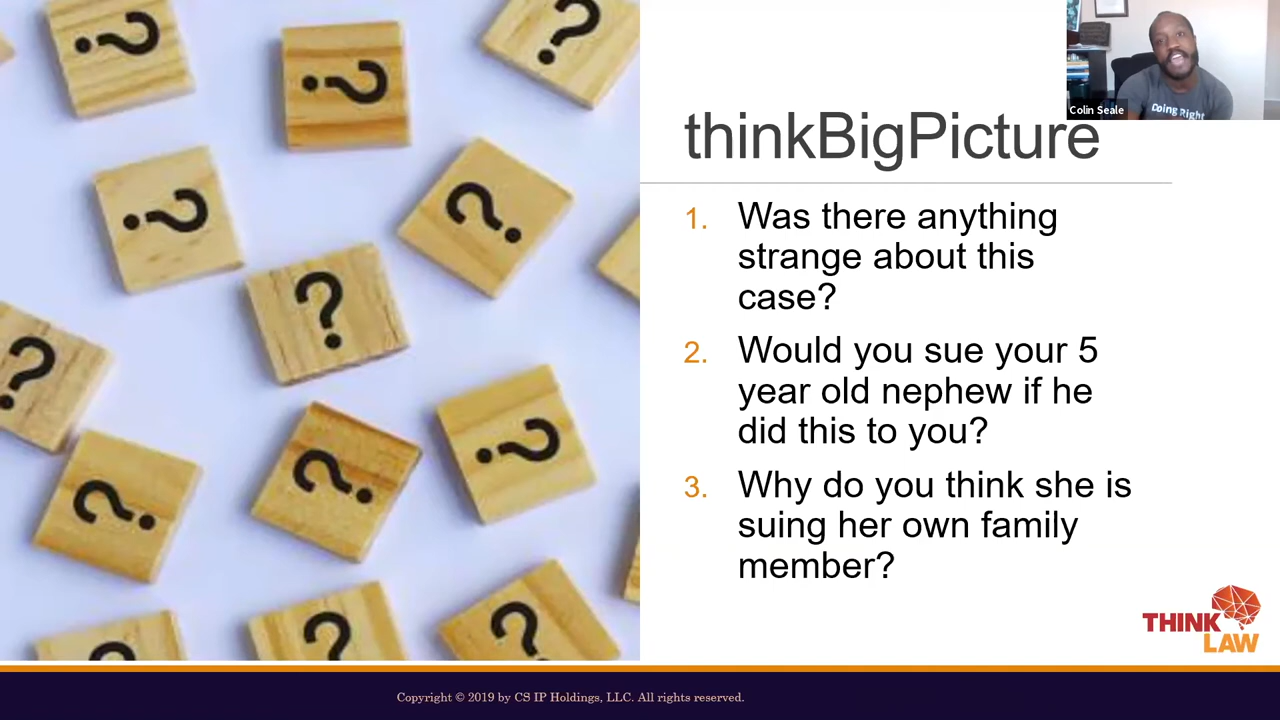 Colin Seale
Doing Right
thinkBigPicture
1. Was there anything
strange about this
case?
2. Would you sue your 5
year old nephew if he
did this to you?
3. Why do you think she is
suing her own family
member?
THINK
LAW
Copyright © 2019 by CS IP Holdings, LLC. All rights reserved.
? ? ? ? ? ? ? ? ? ? ? ? ?